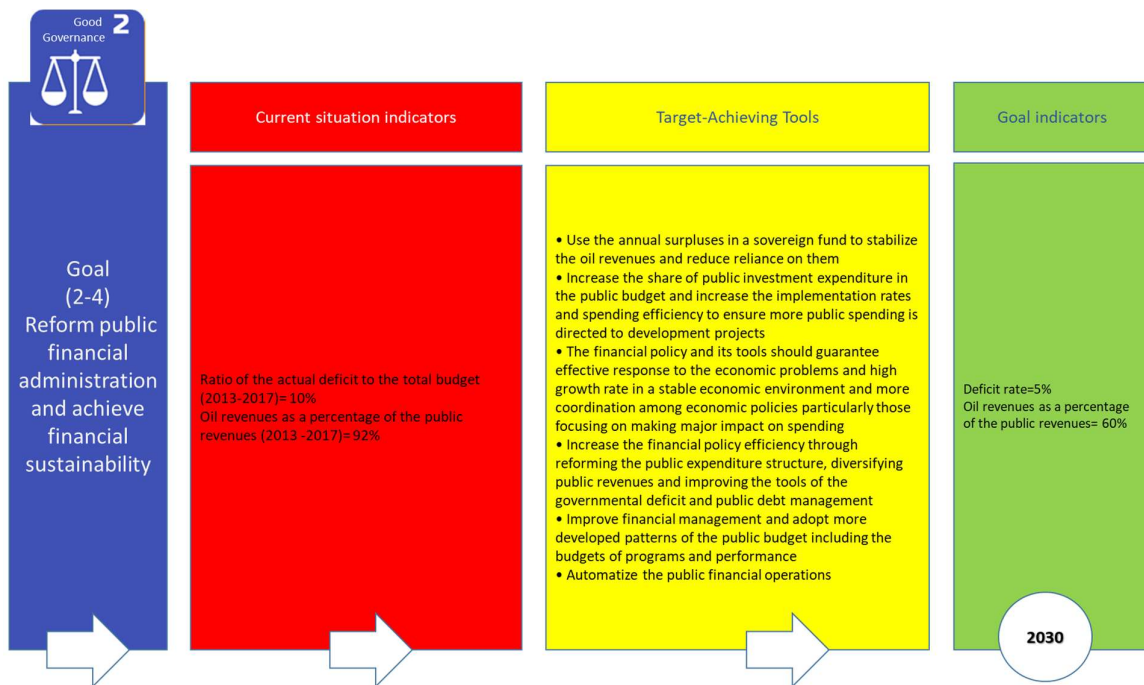 Good 2
Governance
Goal
(2-4)
Reform public
financial
administration
and achieve
financial
sustainability
Current situation indicators
Ratio of the actual deficit to the total budget
(2013-2017)= 10%
Oil revenues as a percentage of the public
revenues (2013 -2017)= 92%
Target-Achieving Tools
• Use the annual surpluses in a sovereign fund to stabilize
the oil revenues and reduce reliance on them
• Increase the share of public investment expenditure in
the public budget and increase the implementation rates
and spending efficiency to ensure more public spending is
directed to development projects
• The financial policy and its tools should guarantee
effective response to the economic problems and high
growth rate in a stable economic environment and more
coordination among economic policies particularly those
focusing on making major impact on spending
• Increase the financial policy efficiency through
reforming the public expenditure structure, diversifying
public revenues and improving the tools of the
governmental deficit and public debt management
• Improve financial management and adopt more
developed patterns of the public budget including the
budgets of programs and performance
• Automatize the public financial operations
Goal indicators
Deficit rate=5%
Oil revenues as a percentage
of the public revenues= 60%
2030